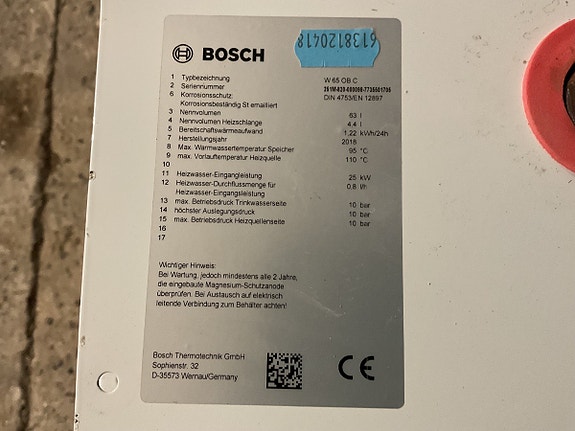 BOSCH
6138120418
1 Typbezeichnung W 65 OB C
2 Seriennummer
6 Korrosionsschutz: DIN 4753/EN 12897
Korrosionsbeständig St emailliert
3 Nennvolumen 63 l
4 Nennvolumen Heizschlange 4.4 l
5 Bereitschaftswärmeaufwand 1.22 kWh/24h
7 Herstellungsjahr 2018
8 Max. Warmwassertemperatur Speicher 95 °C
9 max. Vorlauftemperatur Heizquelle 110 °C
10
11 Heizwasser-Eingangleistung 25 kW
12 Heizwasser-Durchflussmenge für 0,8 l/h
Heizwasser-Eingangsleistung
13 max. Betriebsdruck Trinkwasserseite 10 bar
14 höchster Auslegungsdruck 10 bar
15 max. Betriebsdruck Heizquellenseite 10 bar
16
17
Wichtiger Hinweis:
Bei Wartung, jedoch mindestens alle 2 Jahre,
die eingebaute Magnesium-Schutzanode
überprüfen. Bei Austausch auf elektrisch
leitende Verbindung zum Behälter achten!
Bosch Thermotechnik GmbH
Sophienstr. 32
D-35573 Wernau/Germany
CE